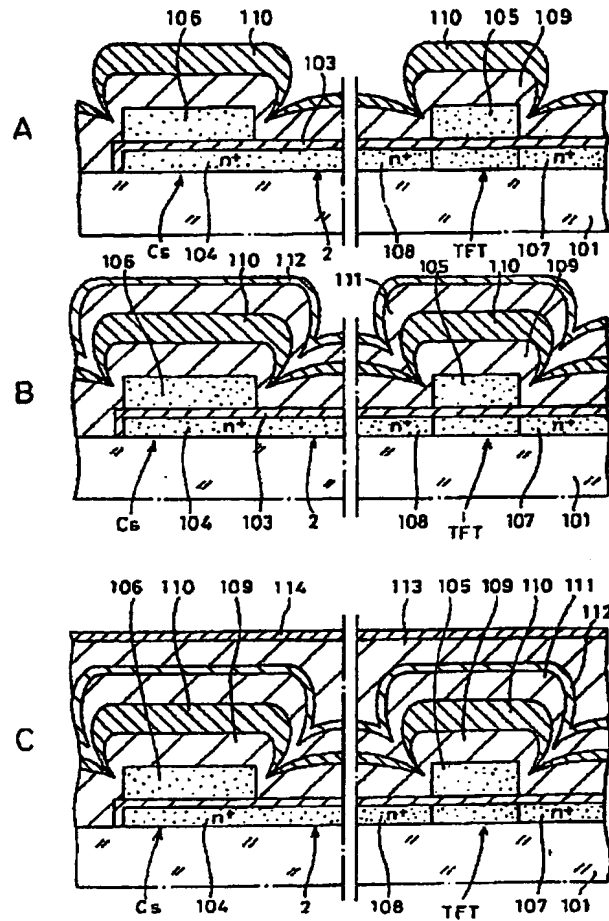 106 110 110 105 109
103
A
n+ n+ n+
Cs 104 2 108 TFT 107 101
106 110 112 111 105 110 109
B
n+ n+ n+
Cs 104 103 2 108 TFT 107 101
106 110 109 114 113 105 109 110 111
112
C
n+ n+ n+
Cs 104 2 108 TFT 107 101